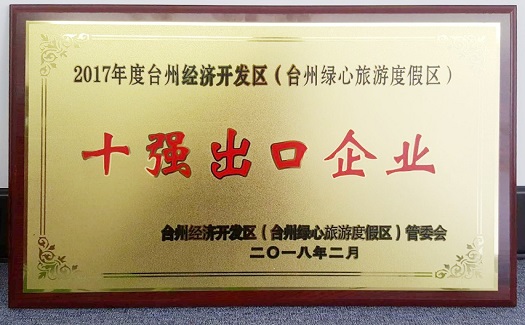 2017年度台州经济开发区（台州绿心旅游度假区）
十强出口企业
台州经济开发区（台州绿心旅游度假区）管委会
二〇一八年二月